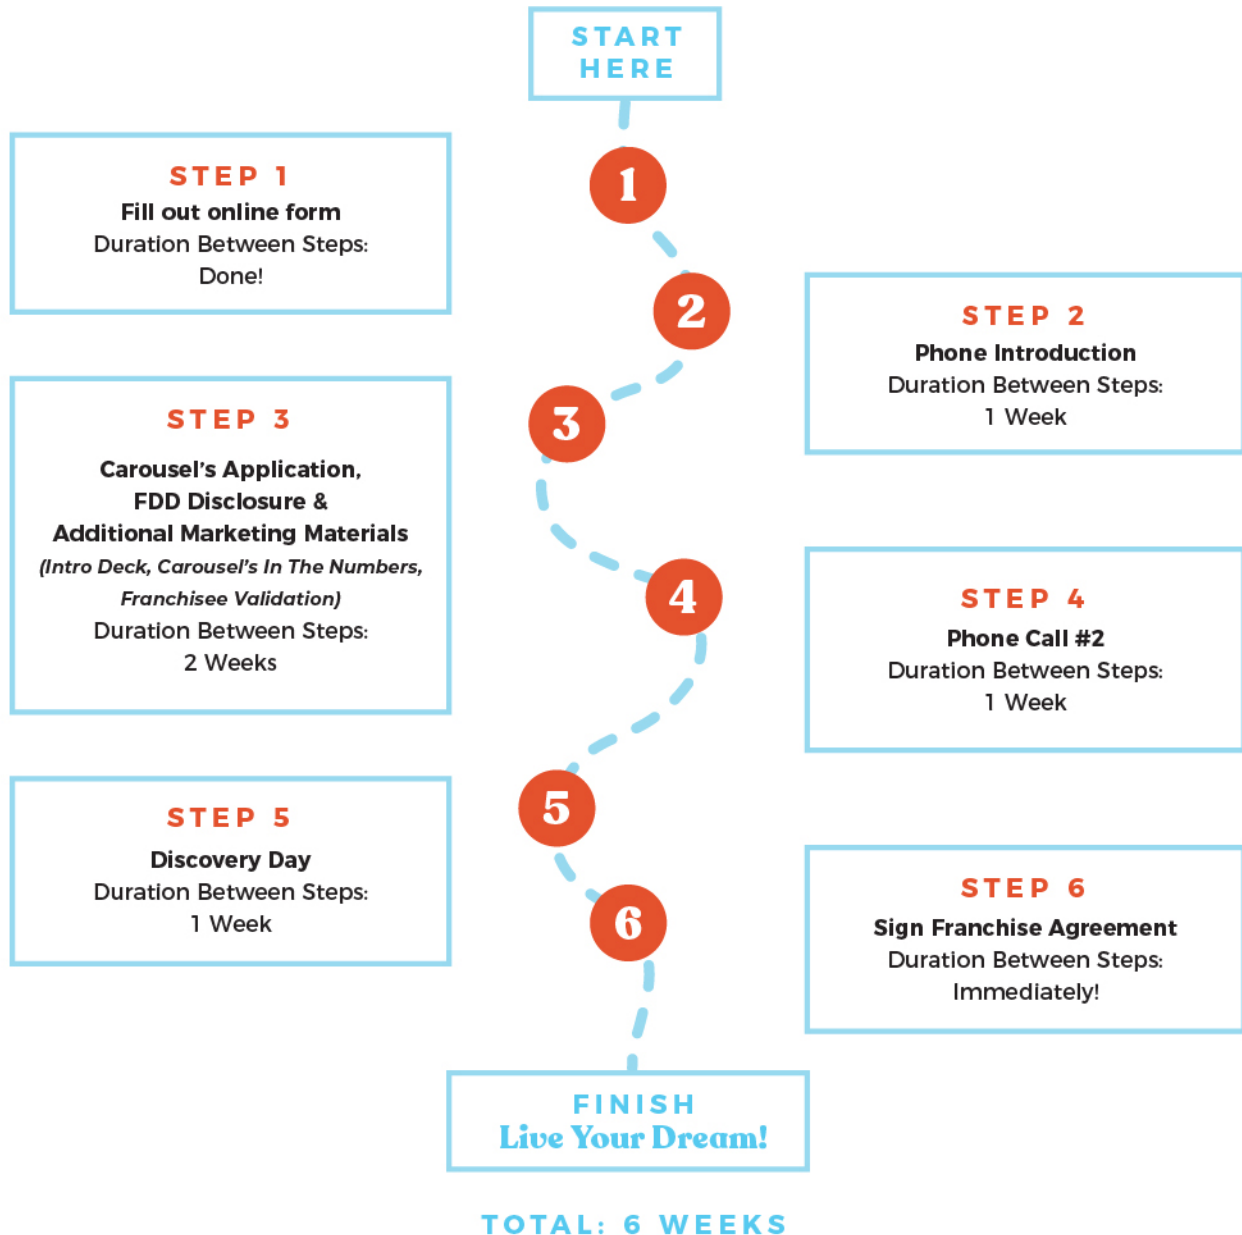 START
HERE
1
STEP 1
Fill out online form
Duration Between Steps:
Done!
2
STEP 2
Phone Introduction
Duration Between Steps:
1 Week
3
STEP 3
Carousel's Application,
FDD Disclosure &
Additional Marketing Materials
(Intro Deck, Carousel's In The Numbers,
Franchisee Validation)
Duration Between Steps:
2 Weeks
4
STEP 4
Phone Call #2
Duration Between Steps:
1 Week
5
STEP 5
Discovery Day
Duration Between Steps:
1 Week
6
STEP 6
Sign Franchise Agreement
Duration Between Steps:
Immediately!
FINISH
Live Your Dream!
TOTAL: 6 WEEKS